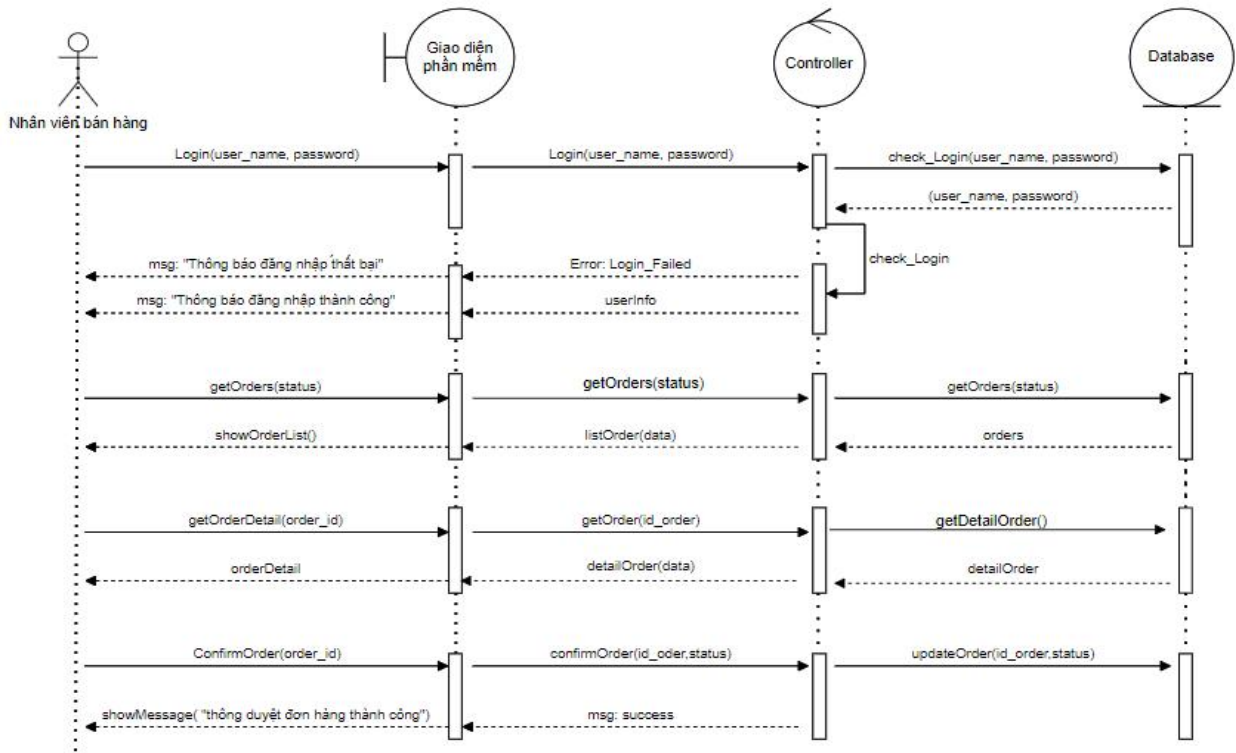 Giao diện
phần mềm
Controller
Database
Nhân viên bán hàng
Login(user_name, password)
Login(user_name, password)
check_Login(user_name, password)
(user_name, password)
check_Login
msg: "Thông báo đăng nhập thất bại"
Error: Login_Failed
msg: "Thông báo đăng nhập thành công"
userInfo
getOrders(status)
getOrders(status)
getOrders(status)
showOrderList()
listOrder(data)
orders
getOrderDetail(order_id)
getOrder(id_order)
getDetailOrder()
orderDetail
detailOrder(data)
detailOrder
ConfirmOrder(order_id)
confirmOrder(id_oder,status)
updateOrder(id_order,status)
showMessage( "thông duyệt đơn hàng thành công")
msg: success